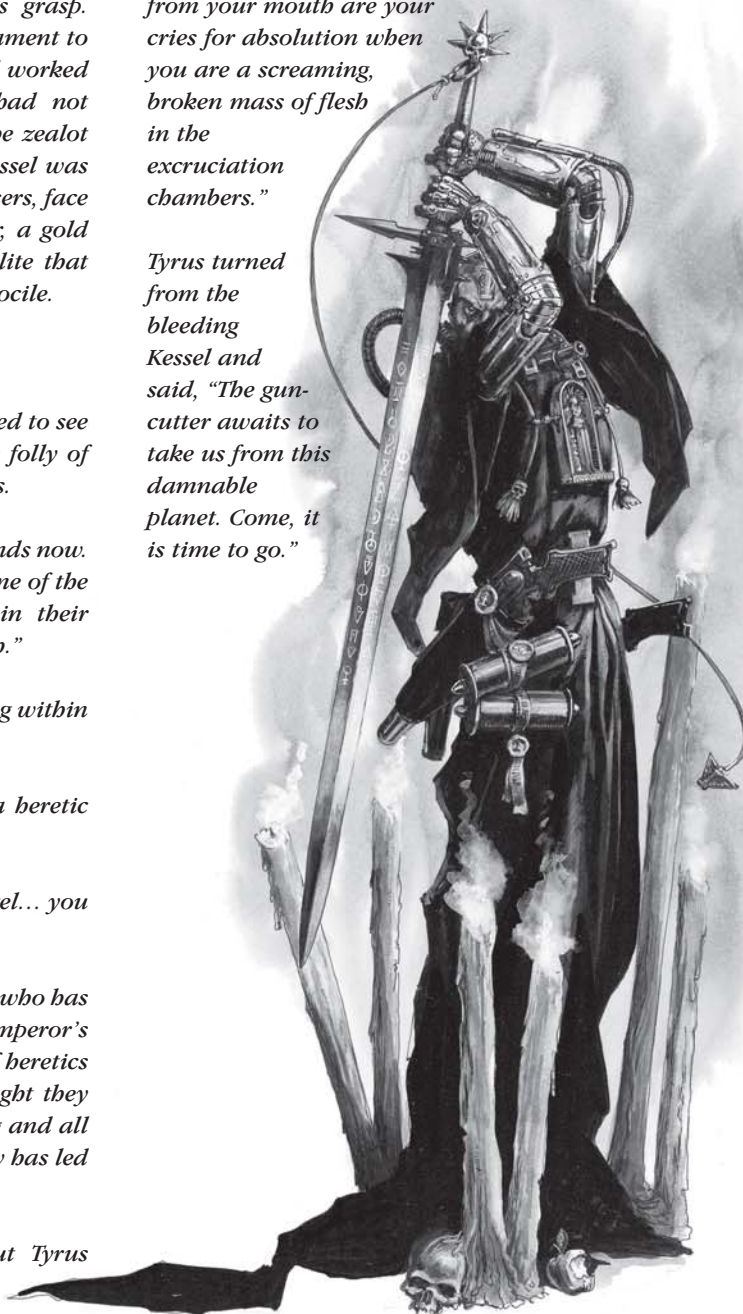 s grasp.
ament to
worked
had not
he zealot
ssel was
ers, face
; a gold
lite that
ocile.
ed to see
folly of
s.
nds now.
ne of the
in their
.”
g within
a heretic
el… you
who has
mperor’s
f heretics
ght they
g and all
y has led
ut Tyrus
from your mouth are your
cries for absolution when
you are a screaming,
broken mass of flesh
in the
excruciation
chambers.”
Tyrus turned
from the
bleeding
Kessel and
said, “The gun-
cutter awaits to
take us from this
damnable
planet. Come, it
is time to go.”